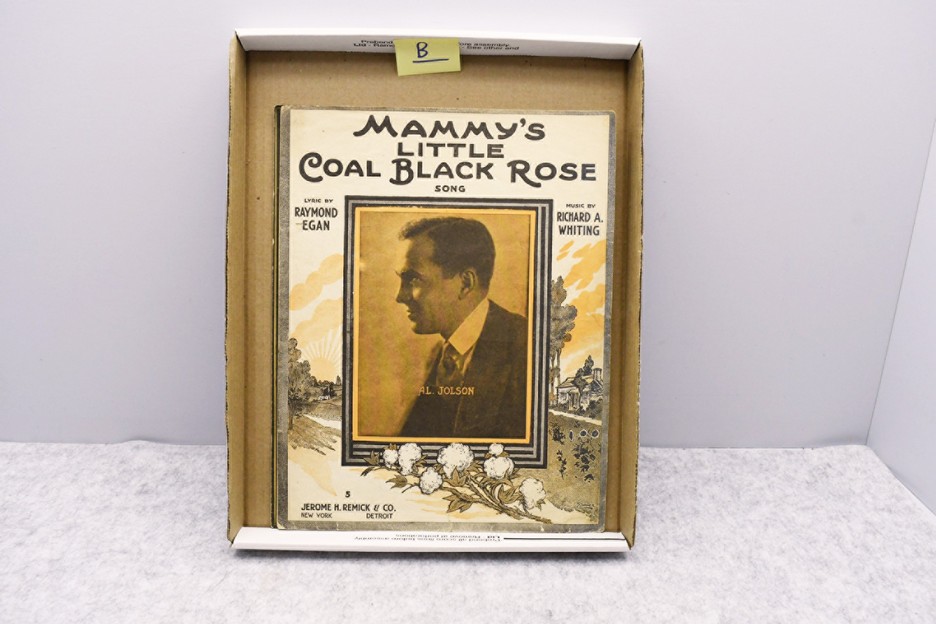 B
MAMMY'S
LITTLE
COAL BLACK ROSE
SONG
LYRIC BY
RAYMOND
EGAN
MUSIC BY
RICHARD A.
WHITING
AL. JOLSON
5
JEROME H. REMICK & CO.
NEW YORK DETROIT